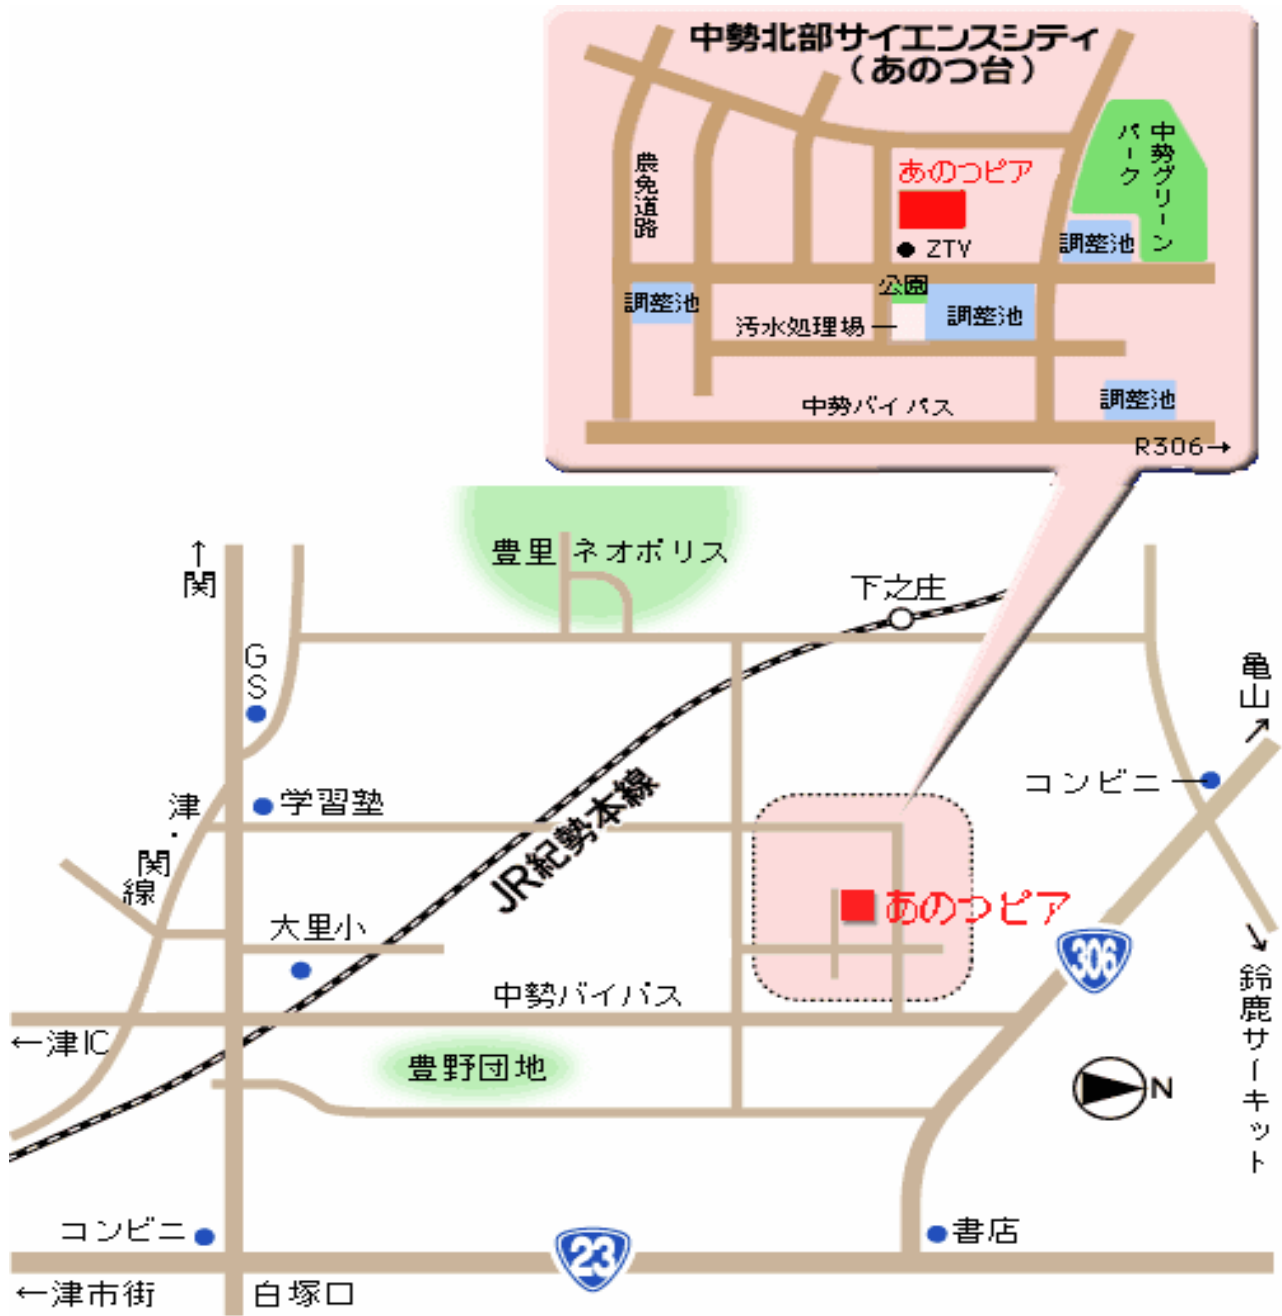 中勢北部サイエンスシティ
（あのつ台）
農免道路
あのつピア
ZTV
中勢グリーン
パーク
調整池
公園
調整池
調整池
汚水処理場
調整池
中勢バイパス
R306→
↑関
豊里ネオポリス
下之庄
GS
亀山↗
コンビニ
学習塾
津・関線
JR紀勢本線
あのつピア
大里小
306
中勢バイパス
↘鈴鹿サーキット
←津IC
豊野団地
N
コンビニ
23
書店
←津市街
白塚口